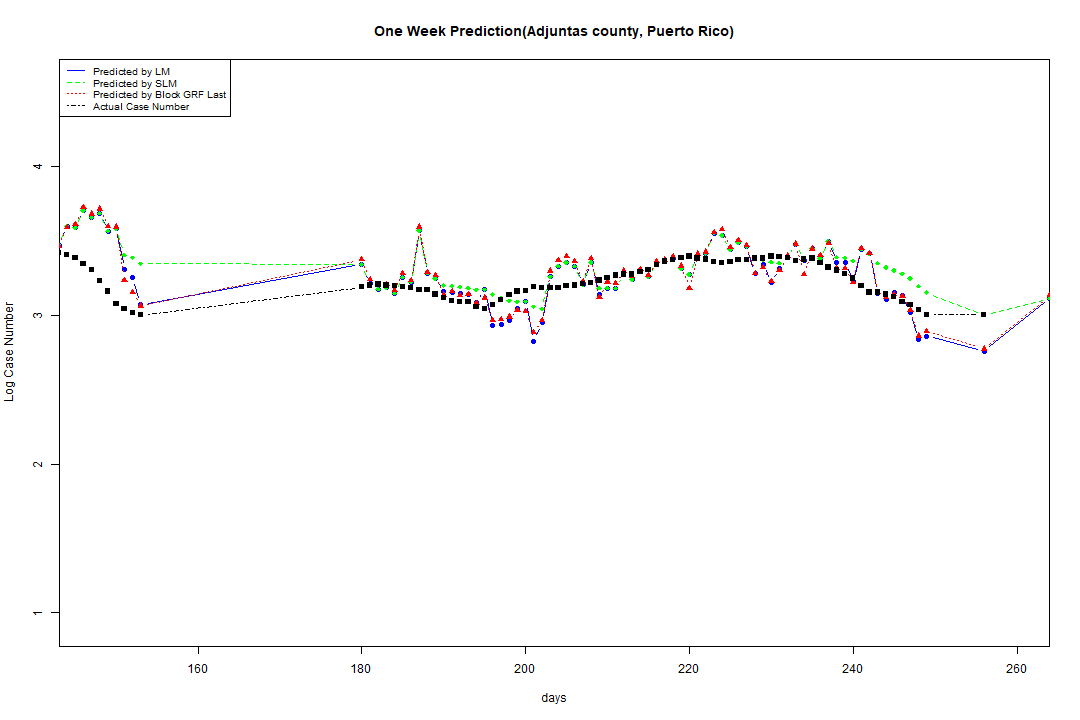 One Week Prediction(Adjuntas county, Puerto Rico)
Predicted by LM
Predicted by SLM
Predicted by Block GRF Last
Actual Case Number
4
3
2
1
Log Case Number
160 180 200 220 240 260
days